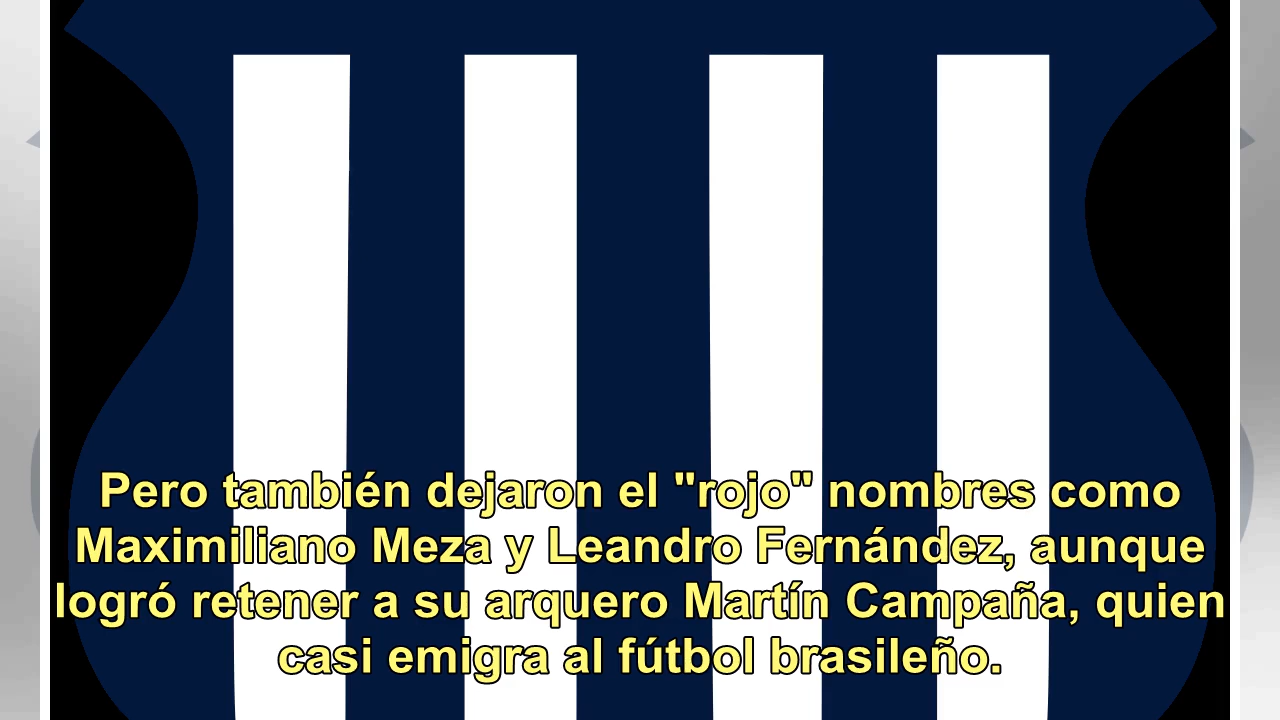 Pero también dejaron el "rojo" nombres como
Maximiliano Meza y Leandro Fernández, aunque
logró retener a su arquero Martín Campaña, quien
casi emigra al fútbol brasileño.